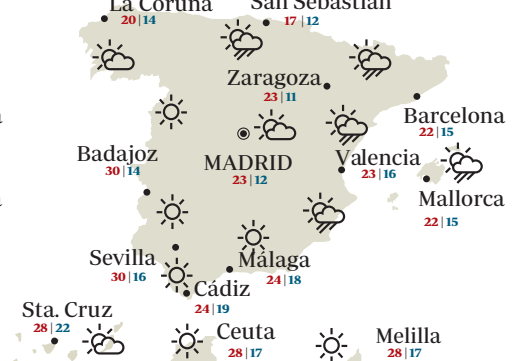 La Coruña
20|14
San Sebastián
17|12
Zaragoza
23|11
Barcelona
22|15
Badajoz
30|14
MADRID
23|12
Valencia
23|16
Mallorca
22|15
Sevilla
30|16
Málaga
24|18
Cádiz
24|19
Sta. Cruz
28|22
Ceuta
28|17
Melilla
28|17